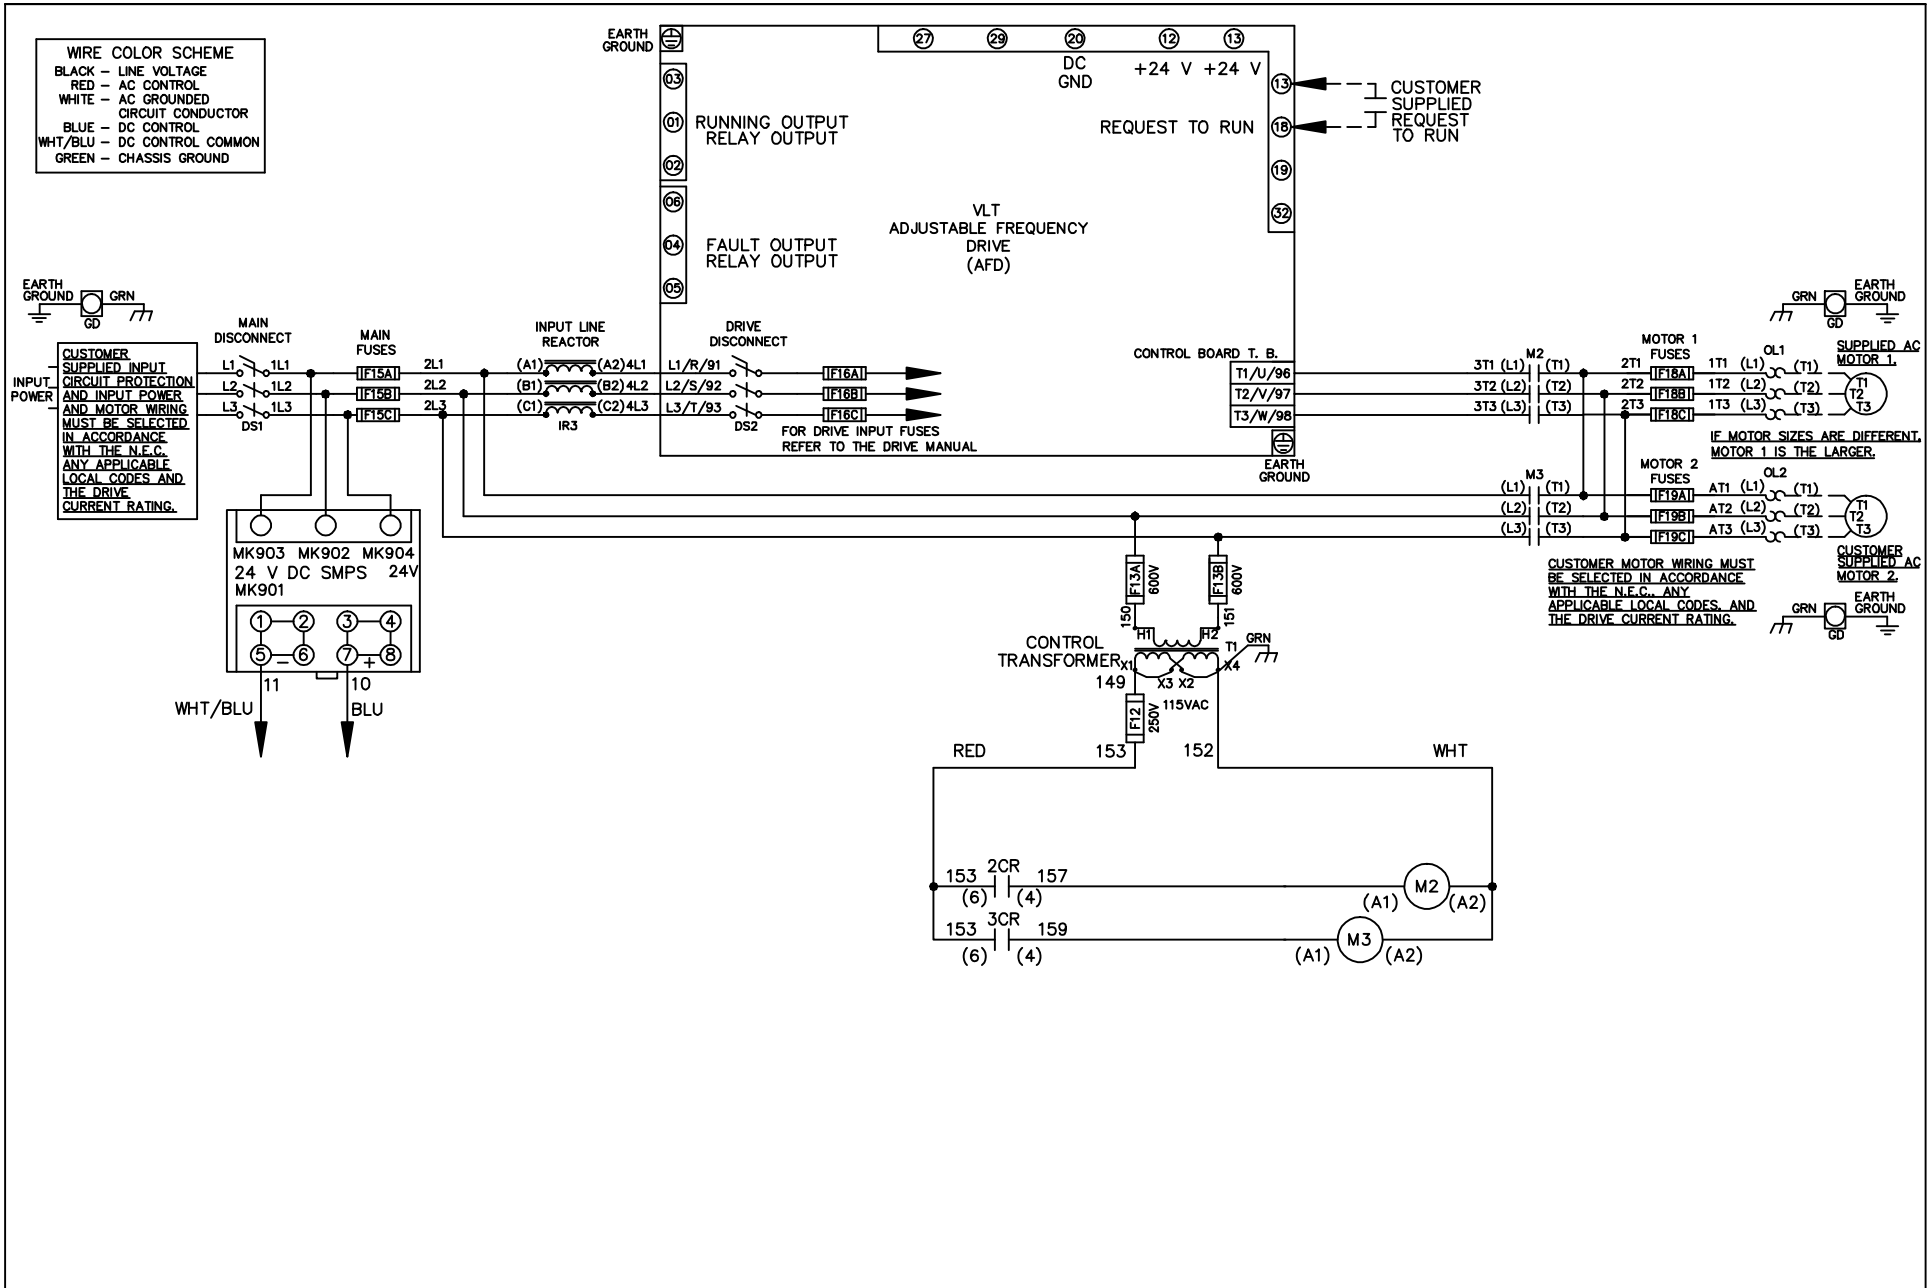 WIRE COLOR SCHEME
BLACK – LINE VOLTAGE
RED – AC CONTROL
WHITE – AC GROUNDED
CIRCUIT CONDUCTOR
BLUE – DC CONTROL
WHT/BLU – DC CONTROL COMMON
GREEN – CHASSIS GROUND
EARTH
GROUND
27 29 20 12 13
DC
GND
+24 V +24 V
03
01
02
RUNNING OUTPUT
RELAY OUTPUT
06
04
05
FAULT OUTPUT
RELAY OUTPUT
13
18
19
32
REQUEST TO RUN
CUSTOMER
SUPPLIED
REQUEST
TO RUN
VLT
ADJUSTABLE FREQUENCY
DRIVE
(AFD)
EARTH
GROUND
GRN
GD
INPUT
POWER
CUSTOMER
SUPPLIED INPUT
CIRCUIT PROTECTION
AND INPUT POWER
AND MOTOR WIRING
MUST BE SELECTED
IN ACCORDANCE
WITH THE N.E.C.
ANY APPLICABLE
LOCAL CODES AND
THE DRIVE
CURRENT RATING.
MAIN
DISCONNECT
L1 1L1
L2 1L2
L3 1L3
DS1
MAIN
FUSES
F15A
F15B
F15C
2L1
2L2
2L3
INPUT LINE
REACTOR
(A1) (A2) 4L1
(B1) (B2) 4L2
(C1) (C2) 4L3
IR3
DRIVE
DISCONNECT
L1/R/91
L2/S/92
L3/T/93
DS2
F16A
F16B
F16C
FOR DRIVE INPUT FUSES
REFER TO THE DRIVE MANUAL
CONTROL BOARD T. B.
T1/U/96
T2/V/97
T3/W/98
EARTH
GROUND
M2
3T1 (L1) (T1)
3T2 (L2) (T2)
3T3 (L3) (T3)
MOTOR 1
FUSES
2T1 F18A 1T1 (L1)
2T2 F18B 1T2 (L2)
2T3 F18C 1T3 (L3)
OL1
(T1)
(T2)
(T3)
T1
T2
T3
GRN
GD
EARTH
GROUND
SUPPLIED AC
MOTOR 1.
IF MOTOR SIZES ARE DIFFERENT,
MOTOR 1 IS THE LARGER.
M3
(L1) (T1)
(L2) (T2)
(L3) (T3)
MOTOR 2
FUSES
F19A AT1 (L1)
F19B AT2 (L2)
F19C AT3 (L3)
OL2
(T1)
(T2)
(T3)
T1
T2
T3
CUSTOMER
SUPPLIED AC
MOTOR 2.
CUSTOMER MOTOR WIRING MUST
BE SELECTED IN ACCORDANCE
WITH THE N.E.C., ANY
APPLICABLE LOCAL CODES, AND
THE DRIVE CURRENT RATING.
GRN
GD
EARTH
GROUND
MK903 MK902 MK904
24 V DC SMPS 24V
MK901
1 2 3 4
5 – 6 7 + 8
11 10
WHT/BLU BLU
F13A
600V
F13B
600V
150
151
H1 H2
CONTROL
TRANSFORMER
T1
GRN
X1 X4
X3 X2
149
F12
250V
115VAC
RED 153 152 WHT
2CR
153 157
(6) (4)
M2
(A1) (A2)
3CR
153 159
(6) (4)
M3
(A1) (A2)